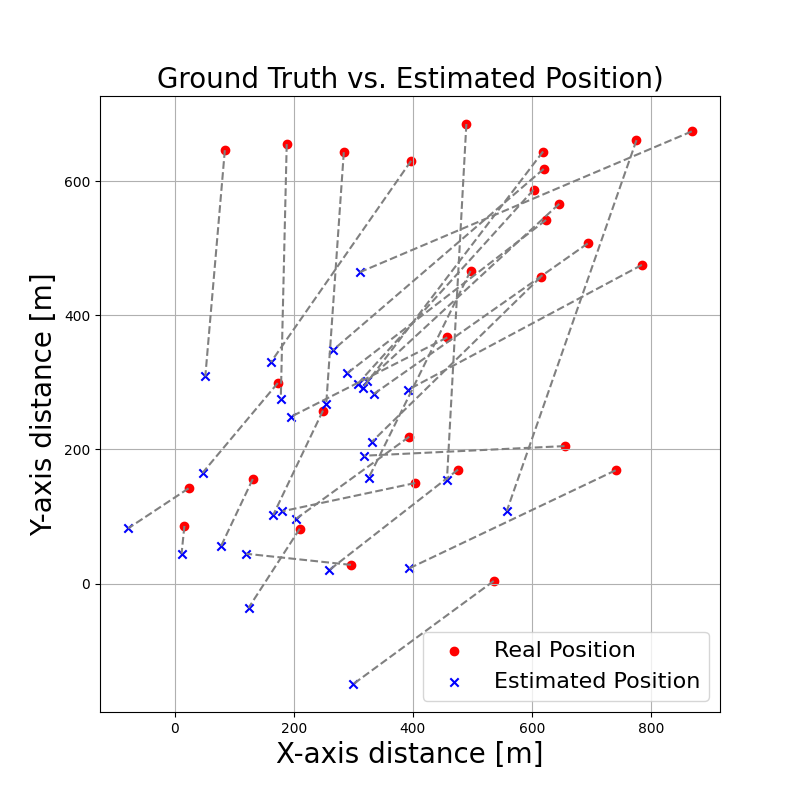 Ground Truth vs. Estimated Position)
Y-axis distance [m]
600
400
200
0
0 200 400 600 800
X-axis distance [m]
Real Position
Estimated Position